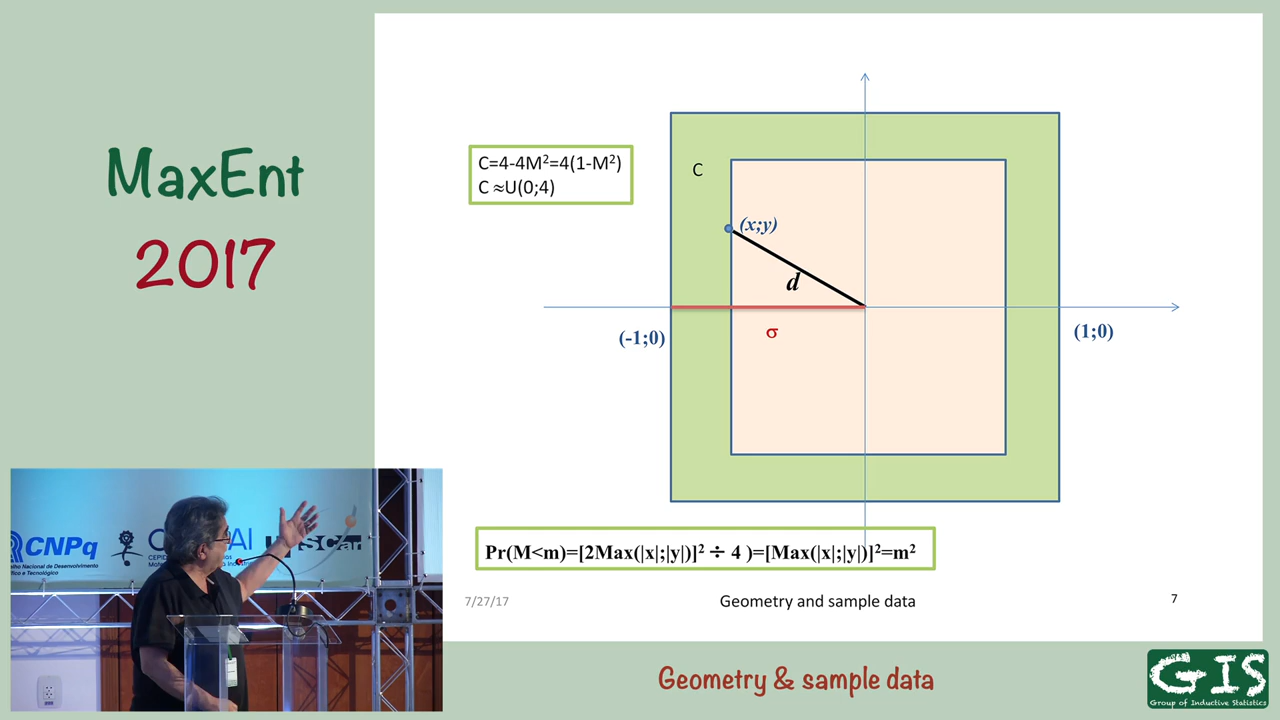 MaxEnt
2017
C=4-4M²=4(1-M²)
C ≈U(0;4)
C
(x;y)
d
σ
(-1;0)
(1;0)
Pr(M<m)=[2Max(|x|;|y|)]² ÷ 4 )=[Max(|x|;|y|)]²=m²
7/27/17
Geometry and sample data
7
CNPq
Geometry & sample data
GIS
Group of Inductive Statistics